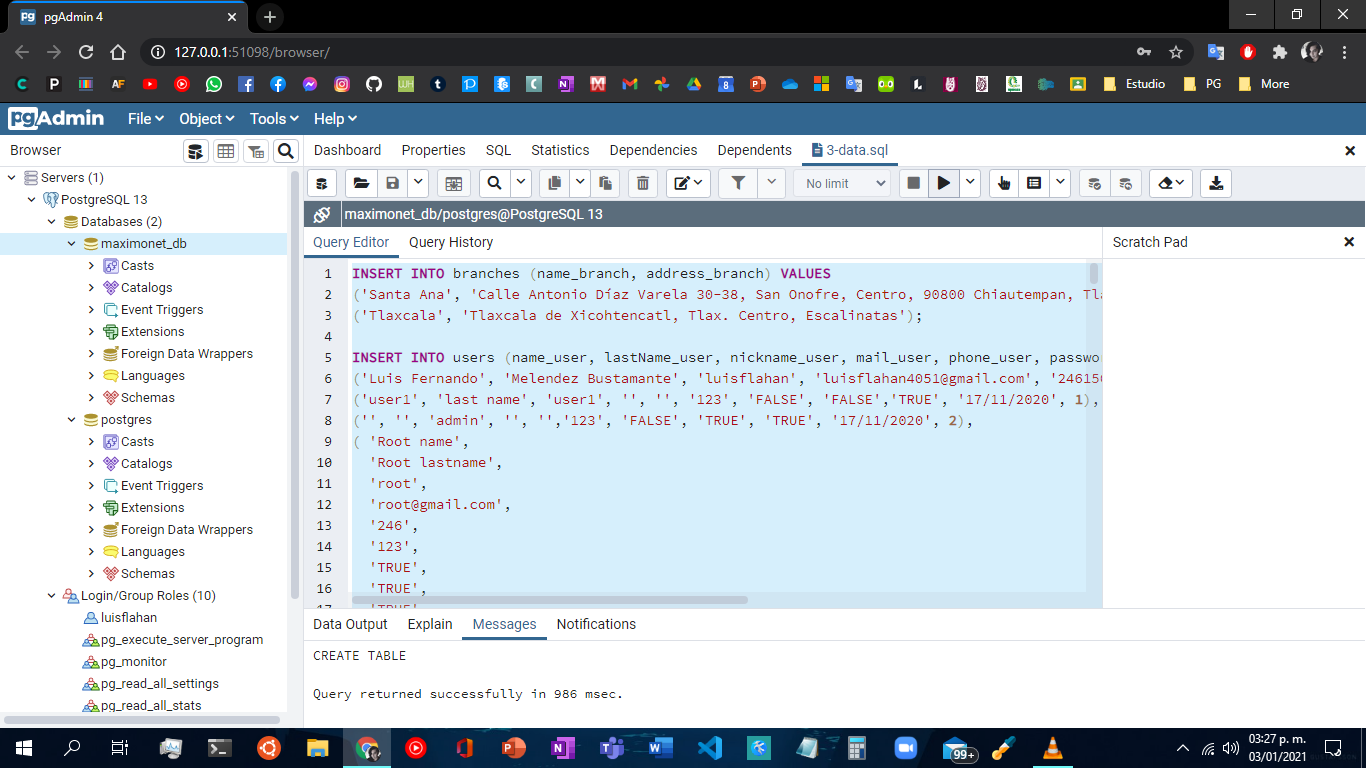 pgAdmin 4
127.0.0.1:51098/browser/
Estudio PG More
pgAdmin File Object Tools Help
Browser
Dashboard Properties SQL Statistics Dependencies Dependents 3-data.sql
No limit
maximonet_db/postgres@PostgreSQL 13
Query Editor Query History
Scratch Pad
Servers (1)
PostgreSQL 13
Databases (2)
maximonet_db
Casts
Catalogs
Event Triggers
Extensions
Foreign Data Wrappers
Languages
Schemas
postgres
Casts
Catalogs
Event Triggers
Extensions
Foreign Data Wrappers
Languages
Schemas
Login/Group Roles (10)
luisflahan
pg_execute_server_program
pg_monitor
pg_read_all_settings
pg_read_all_stats
1 INSERT INTO branches (name_branch, address_branch) VALUES
2 ('Santa Ana', 'Calle Antonio Díaz Varela 30-38, San Onofre, Centro, 90800 Chiautempan, Tla
3 ('Tlaxcala', 'Tlaxcala de Xicohtencatl, Tlax. Centro, Escalinatas');
4
5 INSERT INTO users (name_user, lastName_user, nickname_user, mail_user, phone_user, passwo
6 ('Luis Fernando', 'Melendez Bustamante', 'luisflahan', 'luisflahan4051@gmail.com', '24615
7 ('user1', 'last name', 'user1', '', '', '123', 'FALSE', 'FALSE','TRUE', '17/11/2020', 1),
8 ('', '', 'admin', '', '','123', 'FALSE', 'TRUE', 'TRUE', '17/11/2020', 2),
9 ( 'Root name',
10 'Root lastname',
11 'root',
12 'root@gmail.com',
13 '246',
14 '123',
15 'TRUE',
16 'TRUE',
17 'TRUE'
Data Output Explain Messages Notifications
CREATE TABLE
Query returned successfully in 986 msec.
99+
03:27 p. m.
03/01/2021